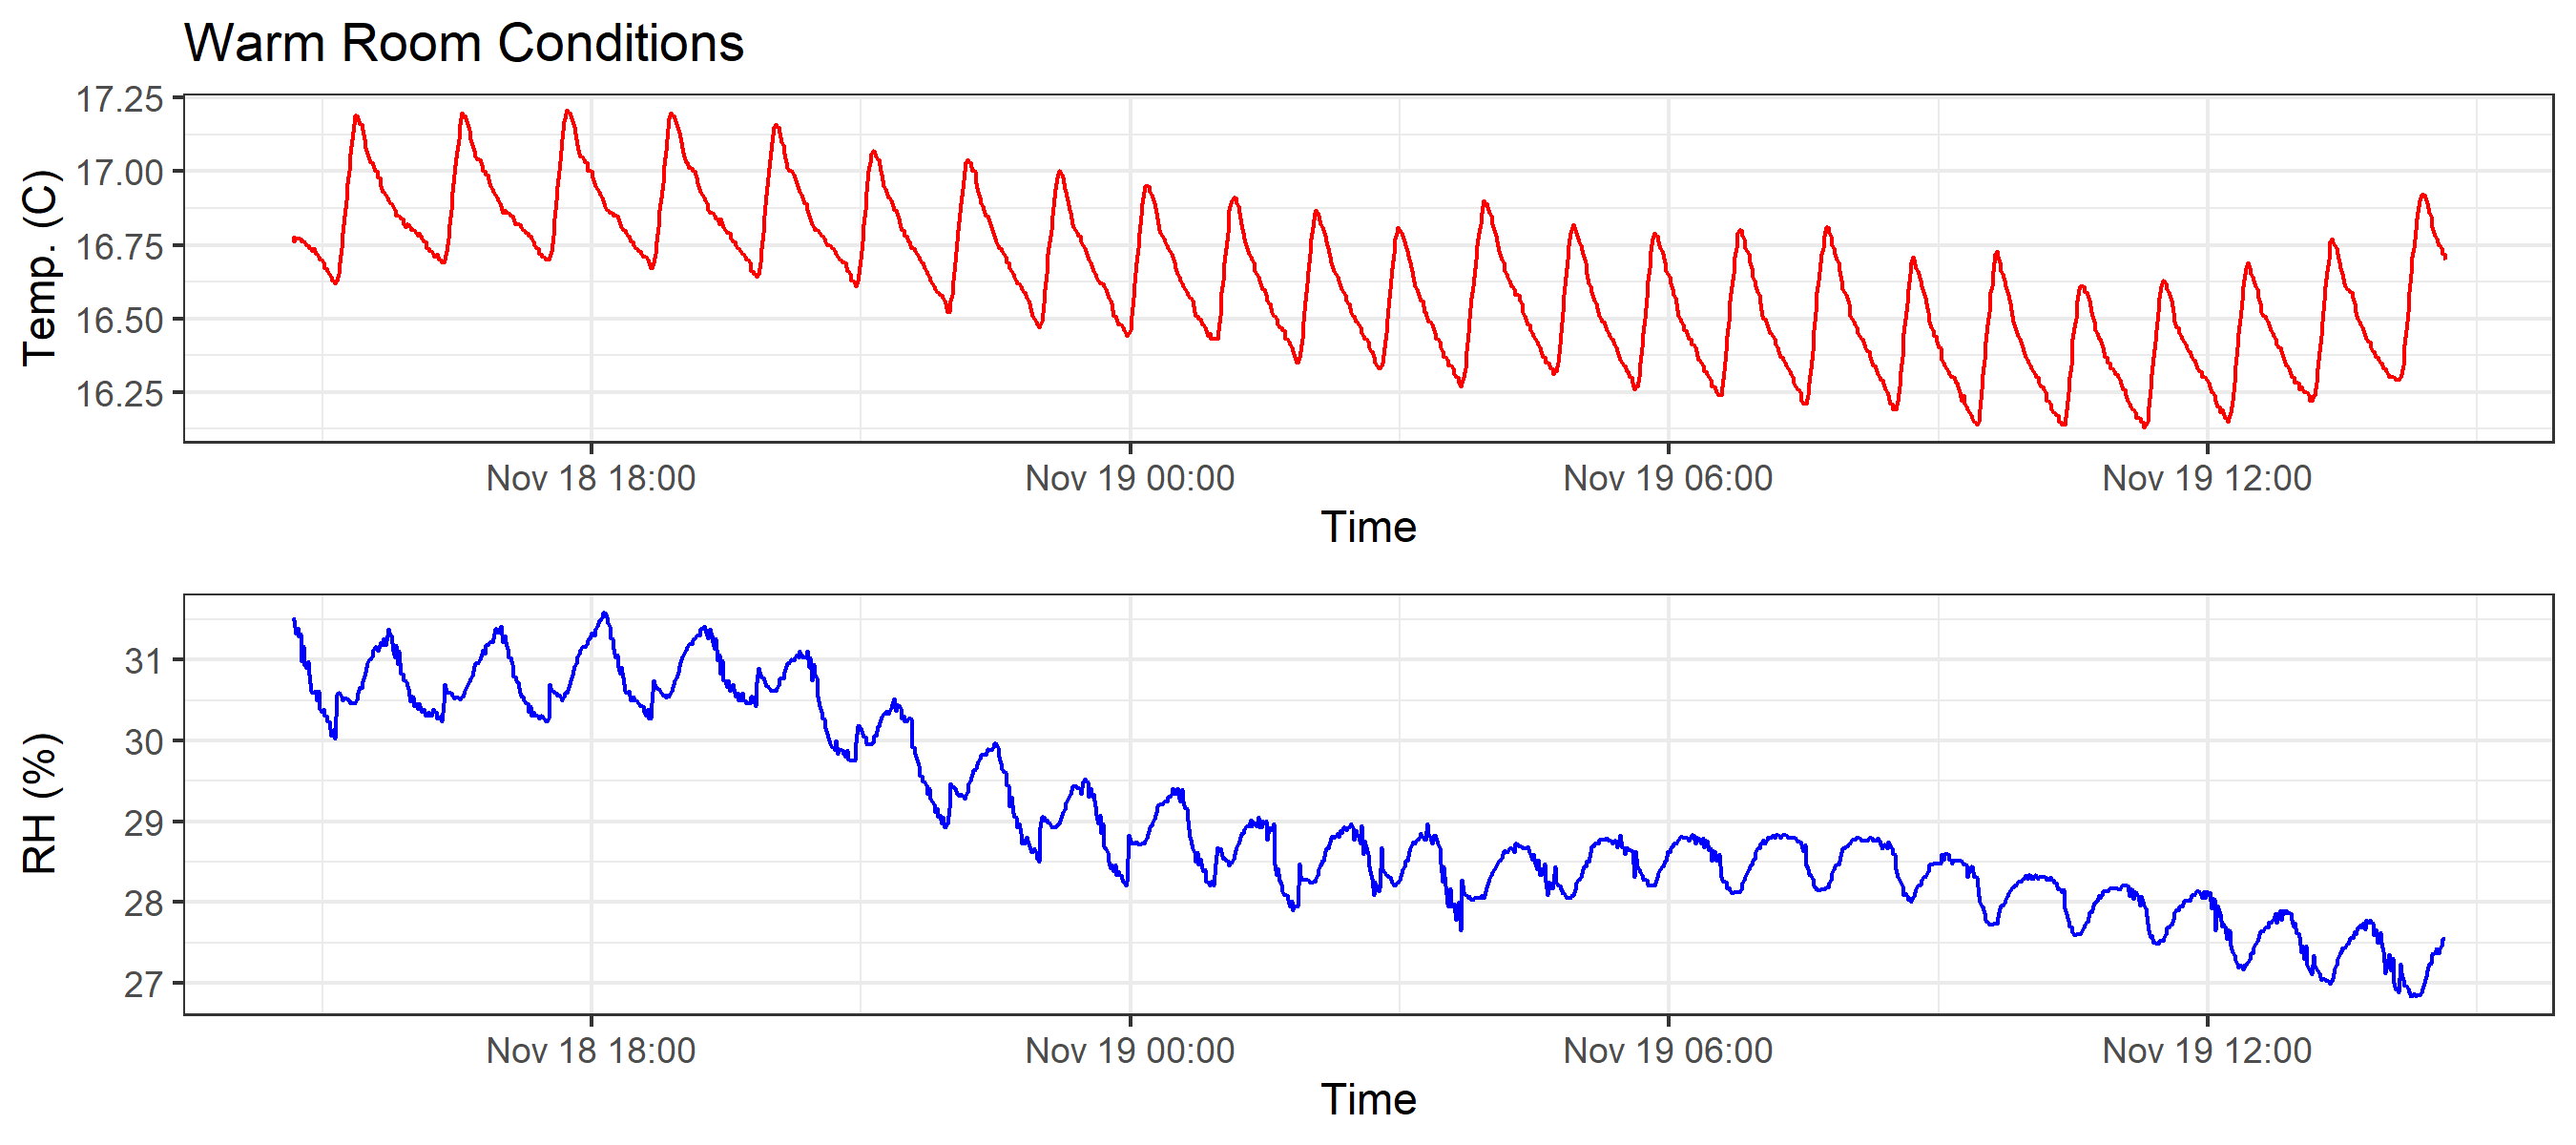 Warm Room Conditions
Temp. (C)
17.25
17.00
16.75
16.50
16.25
Nov 18 18:00 Nov 19 00:00 Nov 19 06:00 Nov 19 12:00
Time
RH (%)
31
30
29
28
27
Nov 18 18:00 Nov 19 00:00 Nov 19 06:00 Nov 19 12:00
Time